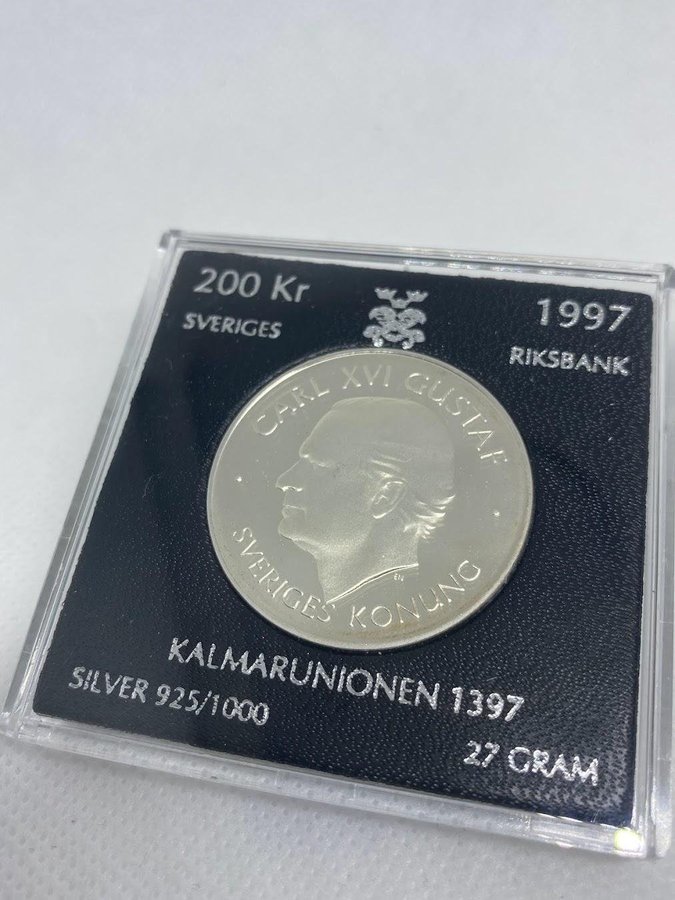 200 Kr
SVERIGES
1997
RIKSBANK
CARL XVI GUSTAF
SVERIGES KONUNG
KALMARUNIONEN 1397
SILVER 925/1000
27 GRAM